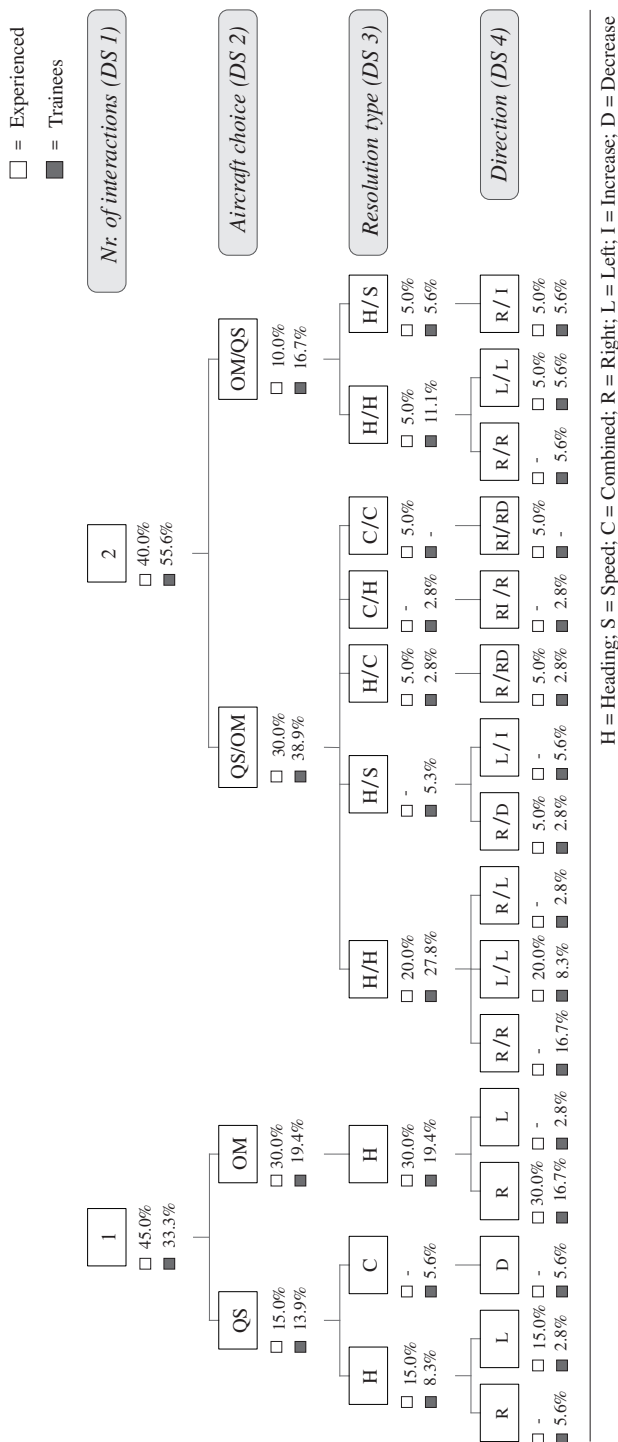 = Experienced
= Trainees
Nr. of interactions (DS 1)
1
45.0%
33.3%
2
40.0%
55.6%
Aircraft choice (DS 2)
QS
15.0%
13.9%
OM
30.0%
19.4%
QS/OM
30.0%
38.9%
OM/QS
10.0%
16.7%
Resolution type (DS 3)
H
15.0%
8.3%
C
-
5.6%
H
30.0%
19.4%
H/H
20.0%
27.8%
H/S
-
5.3%
H/C
5.0%
2.8%
C/H
-
2.8%
C/C
5.0%
-
H/H
5.0%
11.1%
H/S
5.0%
5.6%
Direction (DS 4)
R
-
5.6%
L
15.0%
2.8%
D
-
5.6%
R
30.0%
16.7%
L
-
2.8%
R/R
-
16.7%
L/L
20.0%
8.3%
R/L
-
2.8%
R/D
5.0%
2.8%
L/I
-
5.6%
R/RD
5.0%
2.8%
RI/R
-
2.8%
RI/RD
5.0%
-
R/R
-
5.6%
L/L
5.0%
5.6%
R/I
5.0%
5.6%
H = Heading; S = Speed; C = Combined; R = Right; L = Left; I = Increase; D = Decrease